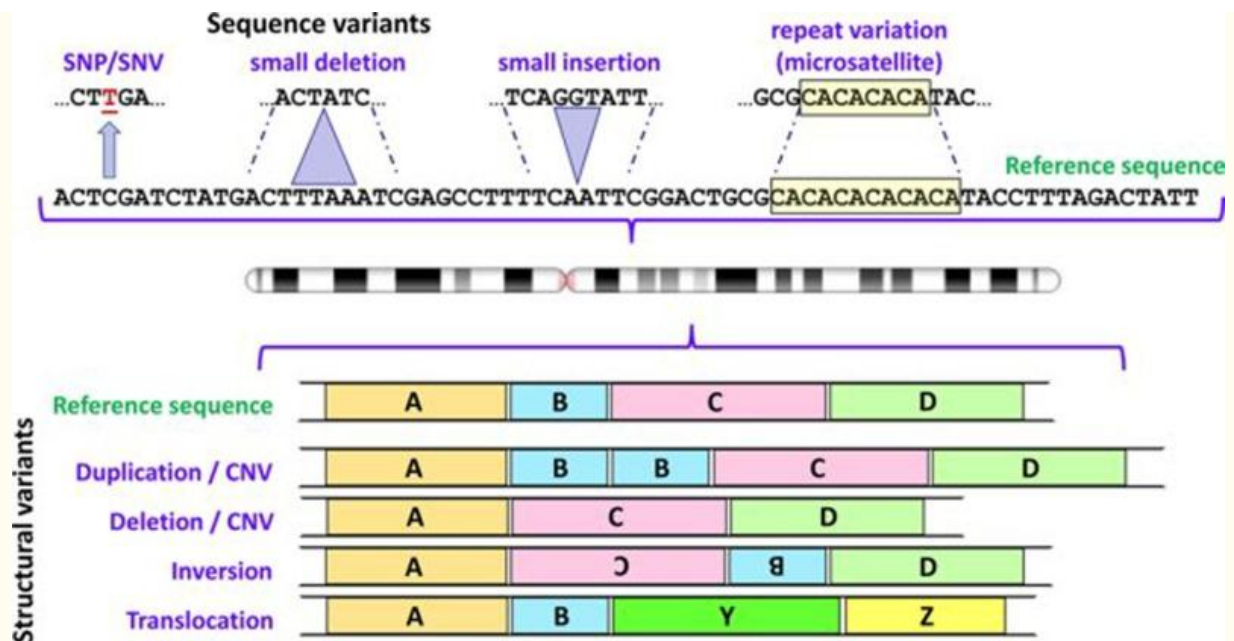 Sequence variants
SNP/SNV
small deletion
small insertion
repeat variation
(microsatellite)
...CTTGA...
...ACTATC...
...TCAGGTATT...
...GCGCACACACATAC...
Reference sequence
ACTCGATCTATGACTTTAAATCGAGCCTTTTCAATTCGGACTGCGCACACACACACATACCTTTAGACTATT
Structural variants
Reference sequence A B C D
Duplication / CNV A B B C D
Deletion / CNV A C D
Inversion A C B D
Translocation A B Y Z